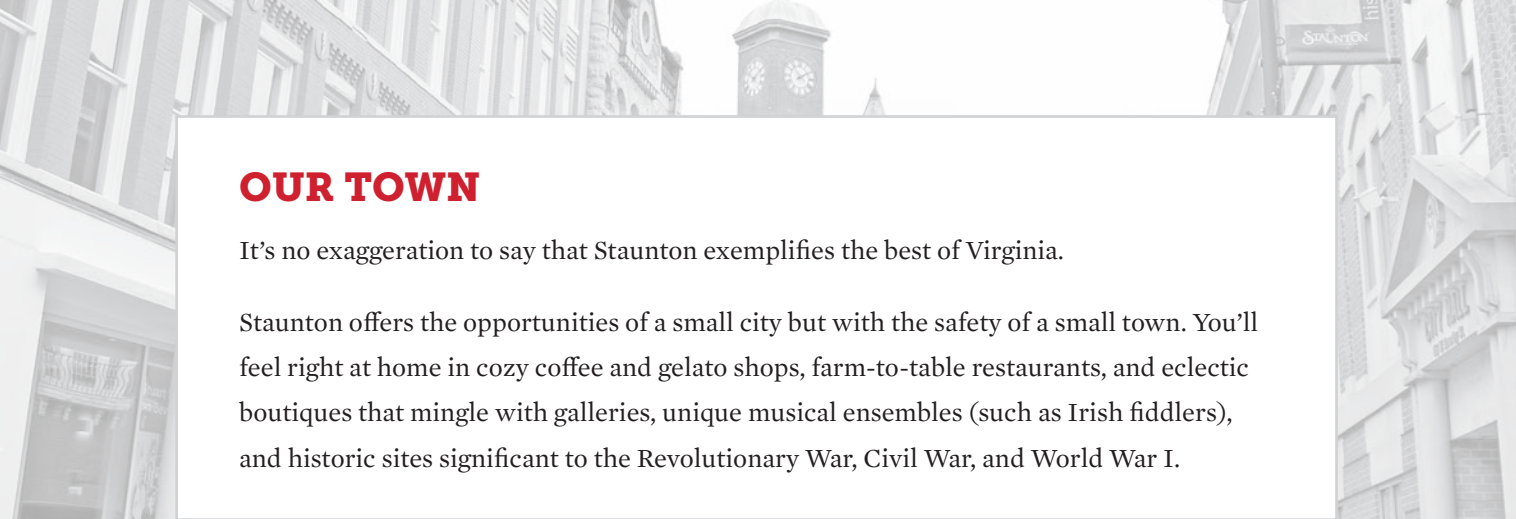 his
STAUNTON
OUR TOWN
It’s no exaggeration to say that Staunton exemplifies the best of Virginia.
Staunton offers the opportunities of a small city but with the safety of a small town. You’ll
feel right at home in cozy coffee and gelato shops, farm-to-table restaurants, and eclectic
boutiques that mingle with galleries, unique musical ensembles (such as Irish fiddlers),
and historic sites significant to the Revolutionary War, Civil War, and World War I.